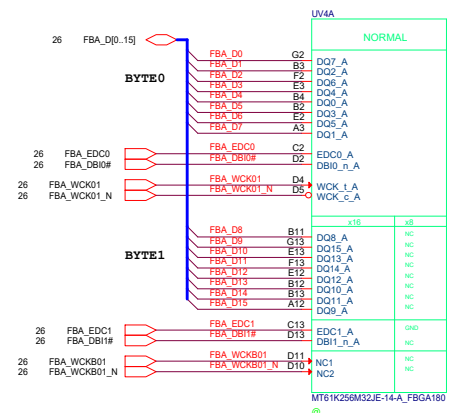 UV4A
NORMAL
26 FBA_D[0..15]
BYTE0
FBA_D0 G2 DQ7_A
FBA_D1 B3 DQ2_A
FBA_D2 F2 DQ6_A
FBA_D3 E3 DQ4_A
FBA_D4 B4 DQ0_A
FBA_D5 B2 DQ3_A
FBA_D6 E2 DQ5_A
FBA_D7 A3 DQ1_A
26 FBA_EDC0 FBA_EDC0 C2 EDC0_A
26 FBA_DBI0# FBA_DBI0# D2 DBI0_n_A
26 FBA_WCK01 FBA_WCK01 D4 WCK_t_A
26 FBA_WCK01_N FBA_WCK01_N D5 WCK_c_A
x16 x8
BYTE1
FBA_D8 B11 DQ8_A NC
FBA_D9 G13 DQ15_A NC
FBA_D10 E13 DQ13_A NC
FBA_D11 F13 DQ14_A NC
FBA_D12 E12 DQ12_A NC
FBA_D13 B12 DQ10_A NC
FBA_D14 B13 DQ11_A NC
FBA_D15 A12 DQ9_A NC
26 FBA_EDC1 FBA_EDC1 C13 EDC1_A GND
26 FBA_DBI1# FBA_DBI1# D13 DBI1_n_A NC
26 FBA_WCKB01 FBA_WCKB01 D11 NC1 NC
26 FBA_WCKB01_N FBA_WCKB01_N D10 NC2 NC
MT61K256M32JE-14-A_FBGA180
@